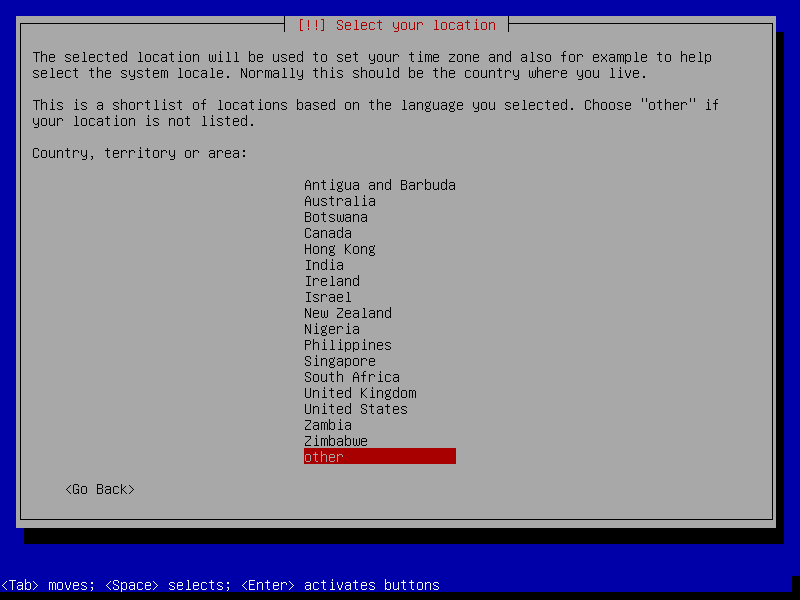 [!!] Select your location
The selected location will be used to set your time zone and also for example to help
select the system locale. Normally this should be the country where you live.
This is a shortlist of locations based on the language you selected. Choose "other" if
your location is not listed.
Country, territory or area:
Antigua and Barbuda
Australia
Botswana
Canada
Hong Kong
India
Ireland
Israel
New Zealand
Nigeria
Philippines
Singapore
South Africa
United Kingdom
United States
Zambia
Zimbabwe
other
<Go Back>
<Tab> moves; <Space> selects; <Enter> activates buttons